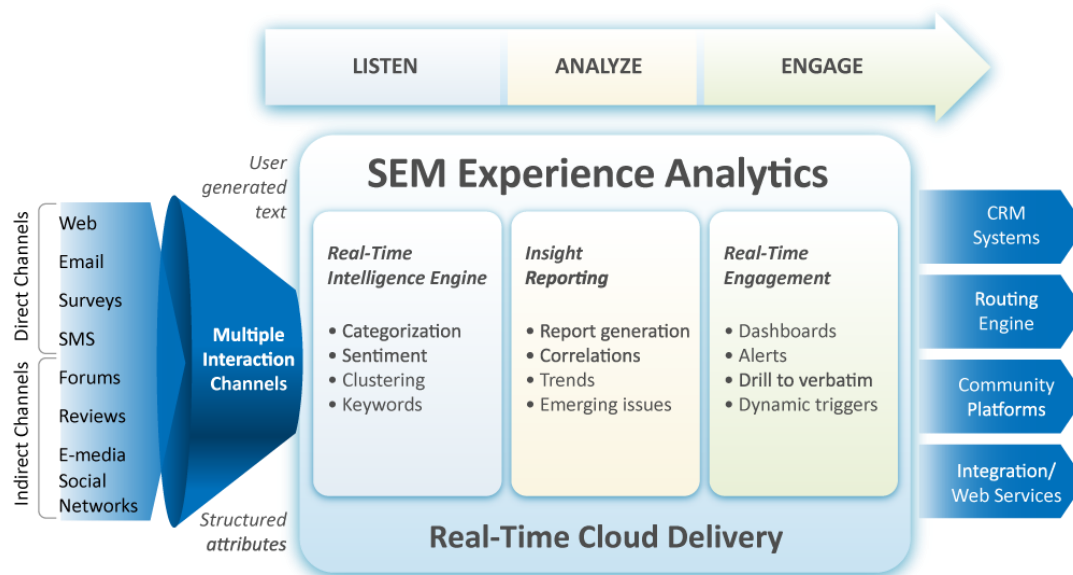 LISTEN
ANALYZE
ENGAGE
SEM Experience Analytics
User
generated
text
Direct Channels
Web
Email
Surveys
SMS
Indirect Channels
Forums
Reviews
E-media
Social
Networks
Multiple
Interaction
Channels
Structured
attributes
Real-Time
Intelligence Engine
• Categorization
• Sentiment
• Clustering
• Keywords
Insight
Reporting
• Report generation
• Correlations
• Trends
• Emerging issues
Real-Time
Engagement
• Dashboards
• Alerts
• Drill to verbatim
• Dynamic triggers
Real-Time Cloud Delivery
CRM
Systems
Routing
Engine
Community
Platforms
Integration/
Web Services